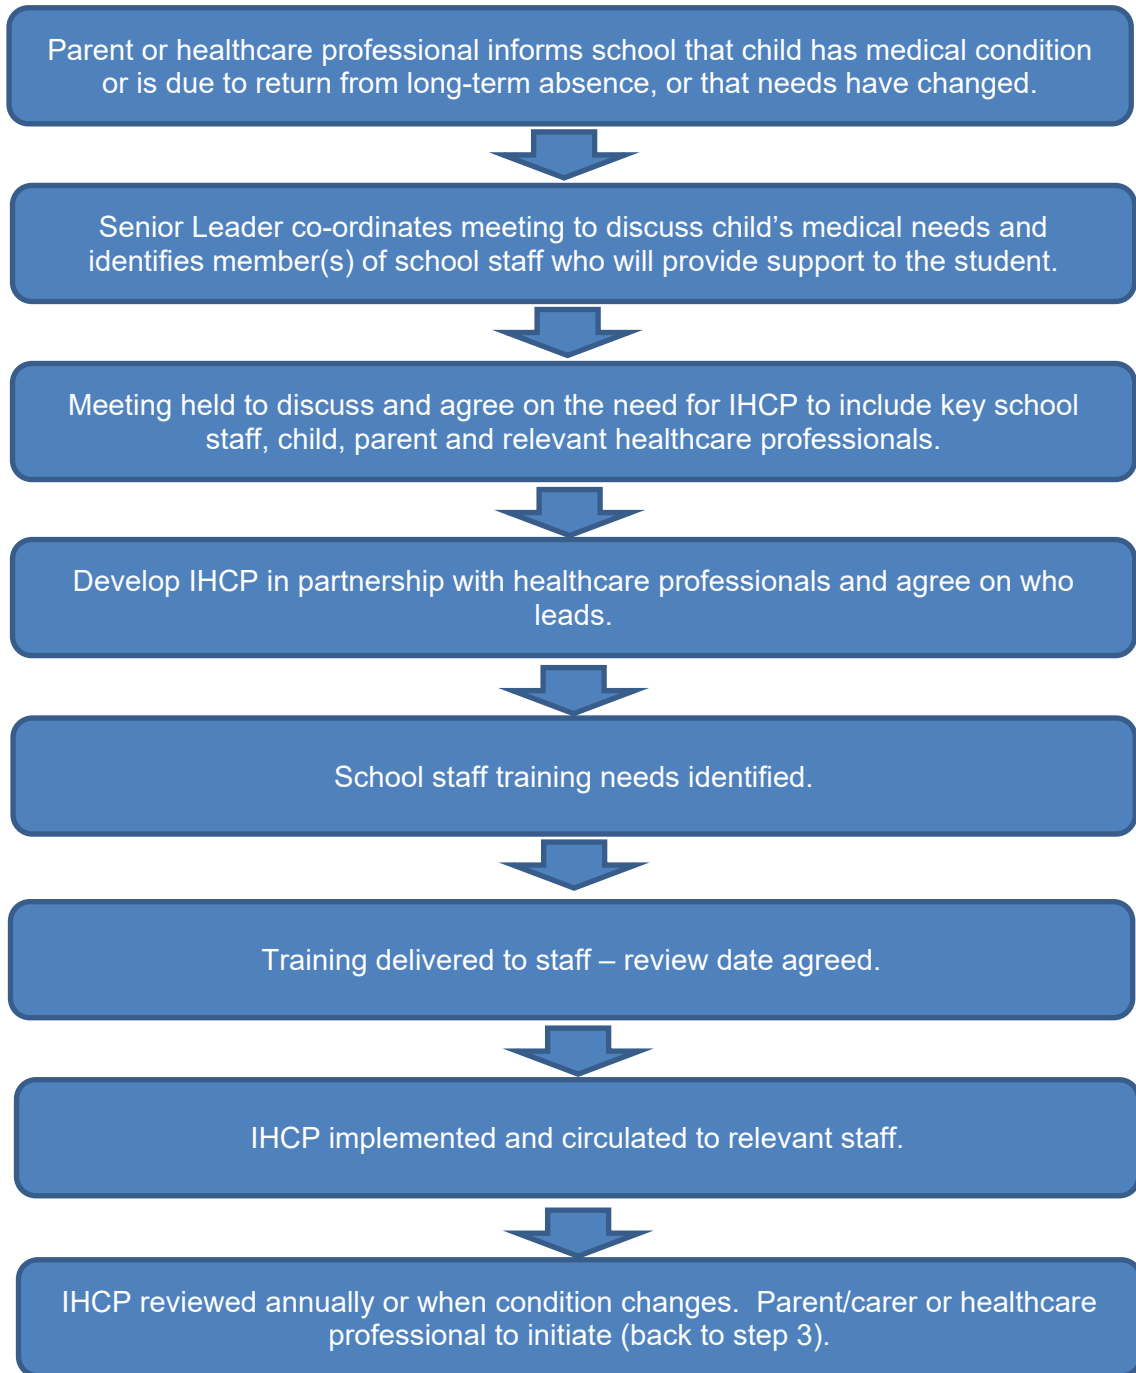 Parent or healthcare professional informs school that child has medical condition
or is due to return from long-term absence, or that needs have changed.
Senior Leader co-ordinates meeting to discuss child’s medical needs and
identifies member(s) of school staff who will provide support to the student.
Meeting held to discuss and agree on the need for IHCP to include key school
staff, child, parent and relevant healthcare professionals.
Develop IHCP in partnership with healthcare professionals and agree on who
leads.
School staff training needs identified.
Training delivered to staff – review date agreed.
IHCP implemented and circulated to relevant staff.
IHCP reviewed annually or when condition changes.  Parent/carer or healthcare
professional to initiate (back to step 3).